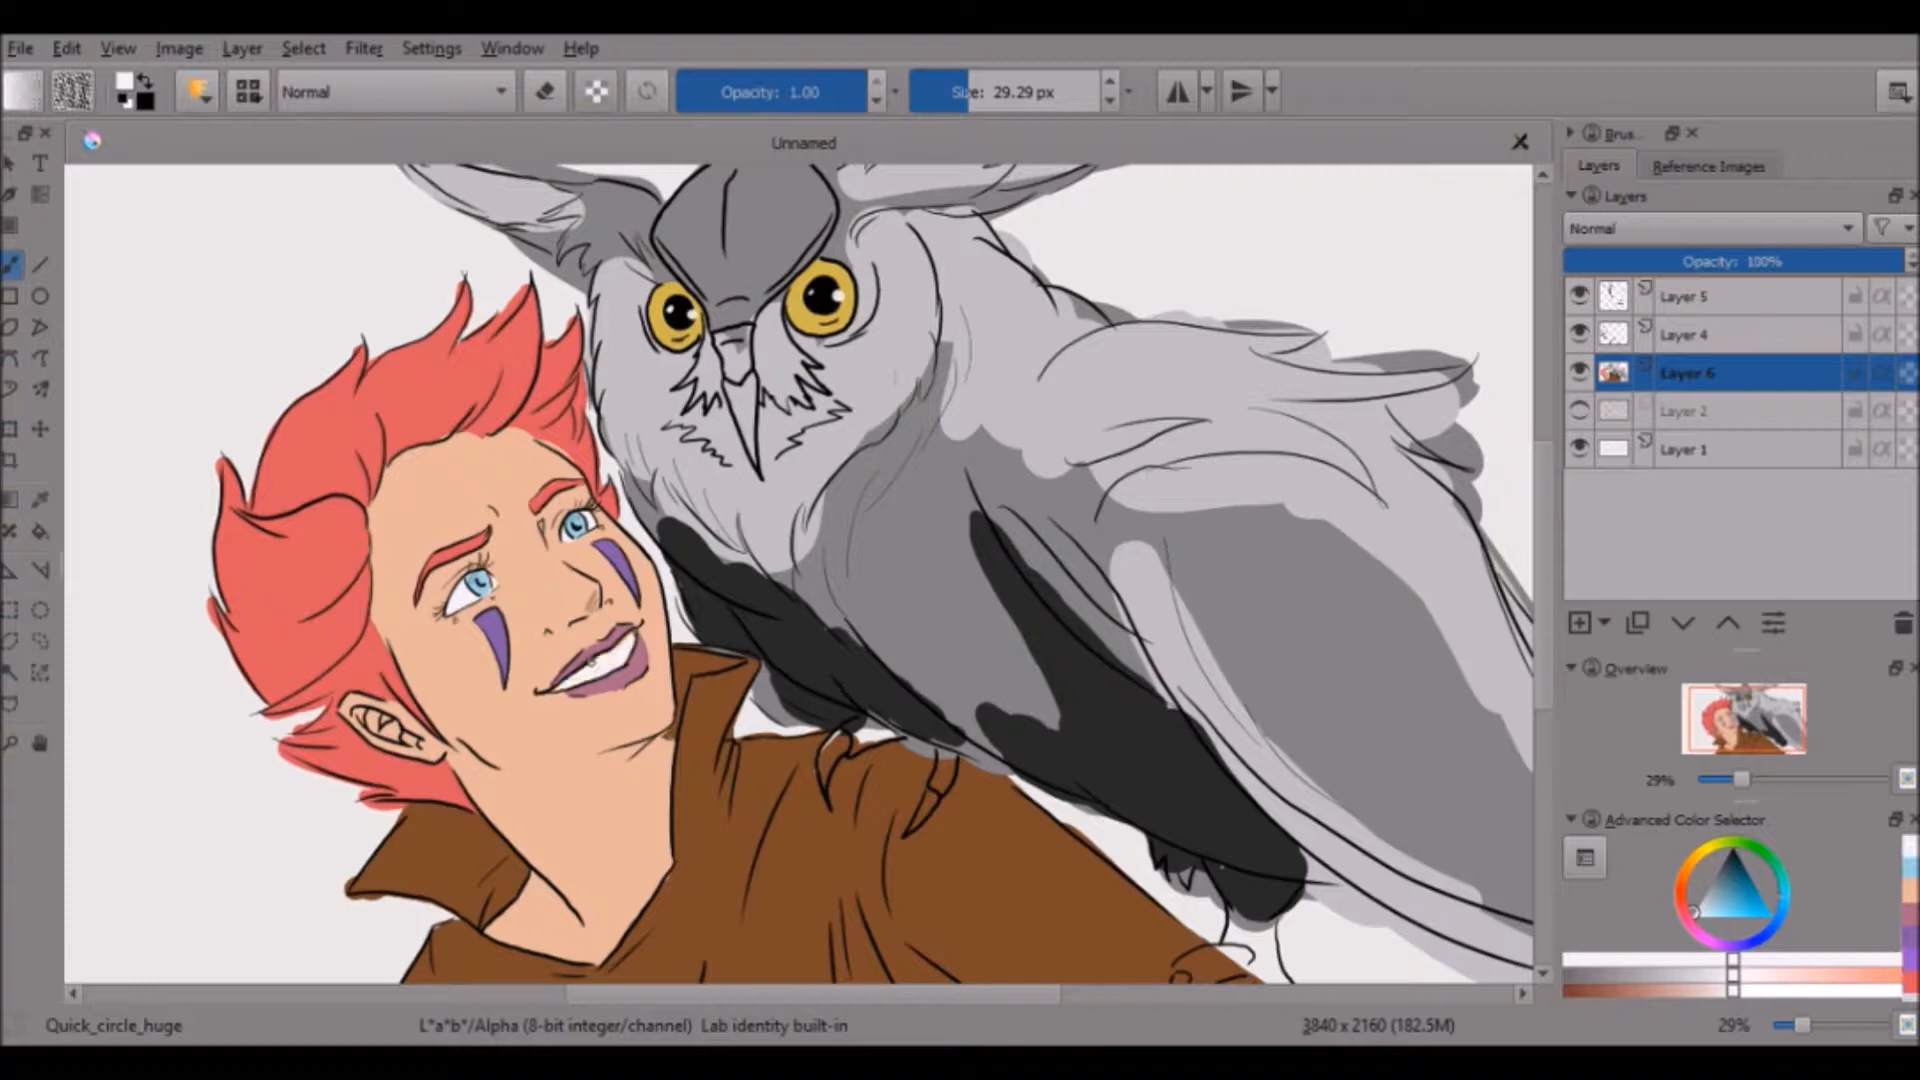 File Edit View Image Layer Select Filter Settings Window Help
Normal Opacity: 1.00 Size: 29.29 px
Unnamed
Brus...
T
Layers Reference Images
Layers
Normal
Opacity: 100%
Layer 5
Layer 4
Layer 6
Layer 2
Layer 1
Overview
29%
Advanced Color Selector
Quick_circle_huge L*a*b*/Alpha (8-bit integer/channel) Lab identity built-in 3840 x 2160 (182.5M) 29%